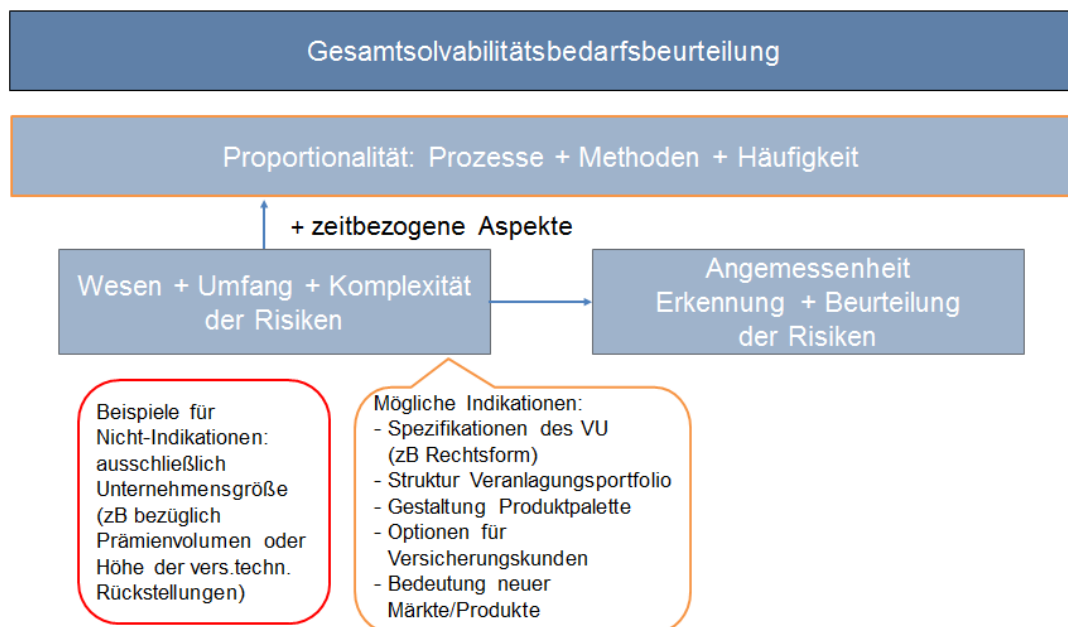 Gesamtsolvabilitätsbedarfsbeurteilung
Proportionalität: Prozesse + Methoden + Häufigkeit
+ zeitbezogene Aspekte
Wesen + Umfang + Komplexität
der Risiken
Angemessenheit
Erkennung + Beurteilung
der Risiken
Beispiele für
Nicht-Indikationen:
ausschließlich
Unternehmensgröße
(zB bezüglich
Prämienvolumen oder
Höhe der vers.techn.
Rückstellungen)
Mögliche Indikationen:
- Spezifikationen des VU
(zB Rechtsform)
- Struktur Veranlagungsportfolio
- Gestaltung Produktpalette
- Optionen für
Versicherungskunden
- Bedeutung neuer
Märkte/Produkte